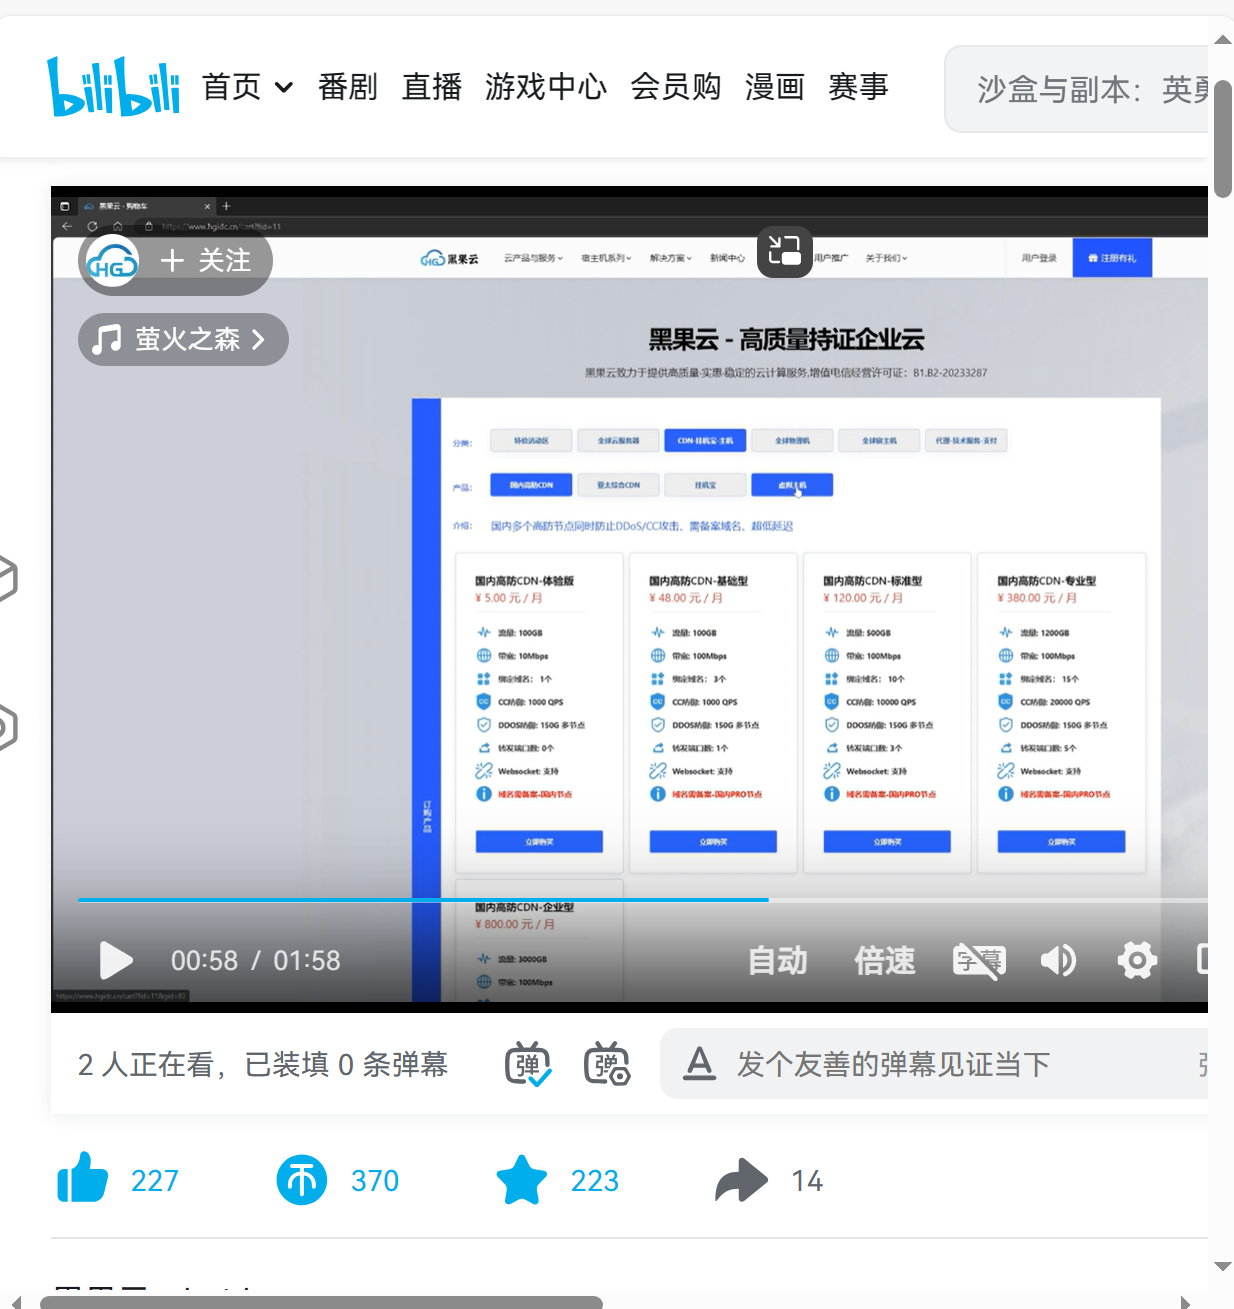 bilibili 首页 番剧 直播 游戏中心 会员购 漫画 赛事
沙盒与副本：英勇
黑果云 - 购物车
https://www.hgidc.cn/cart?fid=11
HG 关注
黑果云 云产品与服务 宿主机系列 解决方案 新闻中心 用户推广 关于我们 用户登录 注册有礼
萤火之森
黑果云 - 高质量持证企业云
黑果云致力于提供高质量·实惠·稳定的云计算服务,增值电信经营许可证：B1.B2-20233287
分类： 特价活动区 全球云服务器 CDN-挂机宝-主机 全球物理机 全球宿主机 代理-技术服务-支付
产品： 国内高防CDN 亚太综合CDN 挂机宝 虚拟主机
介绍： 国内多个高防节点同时防止DDoS/CC攻击、需备案域名、超低延迟
国内高防CDN-体验版
¥ 5.00 元 / 月
流量: 100GB
带宽: 10Mbps
绑定域名： 1个
CC防御: 1000 QPS
DDOS防御: 150G 多节点
转发端口数: 0个
Websocket: 支持
域名需备案-国内节点
立即购买
国内高防CDN-基础型
¥ 48.00 元 / 月
流量: 100GB
带宽: 100Mbps
绑定域名： 3个
CC防御: 1000 QPS
DDOS防御: 150G 多节点
转发端口数: 1个
Websocket: 支持
域名需备案-国内PRO节点
立即购买
国内高防CDN-标准型
¥ 120.00 元 / 月
流量: 500GB
带宽: 100Mbps
绑定域名： 10个
CC防御: 10000 QPS
DDOS防御: 150G 多节点
转发端口数: 3个
Websocket: 支持
域名需备案-国内PRO节点
立即购买
国内高防CDN-专业型
¥ 380.00 元 / 月
流量: 1200GB
带宽: 100Mbps
绑定域名： 15个
CC防御: 20000 QPS
DDOS防御: 150G 多节点
转发端口数: 5个
Websocket: 支持
域名需备案-国内PRO节点
立即购买
订购产品
国内高防CDN-企业型
¥ 800.00 元 / 月
流量: 3000GB
带宽: 100Mbps
00:58 / 01:58 自动 倍速 字幕
https://www.hgidc.cn/cart?fid=11&gid=83
2 人正在看，已装填 0 条弹幕 弹 弹 A 发个友善的弹幕见证当下
227 370 223 14